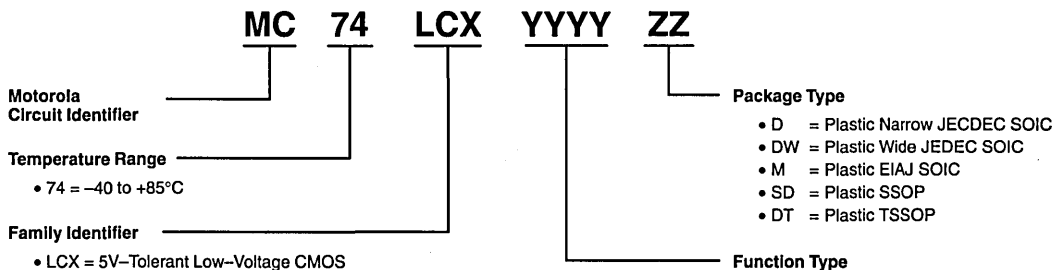 MC 74 LCX YYYY ZZ
Motorola
Circuit Identifier
Temperature Range
• 74 = –40 to +85°C
Family Identifier
• LCX = 5V–Tolerant Low–Voltage CMOS
Package Type
• D = Plastic Narrow JECDEC SOIC
• DW = Plastic Wide JEDEC SOIC
• M = Plastic EIAJ SOIC
• SD = Plastic SSOP
• DT = Plastic TSSOP
Function Type